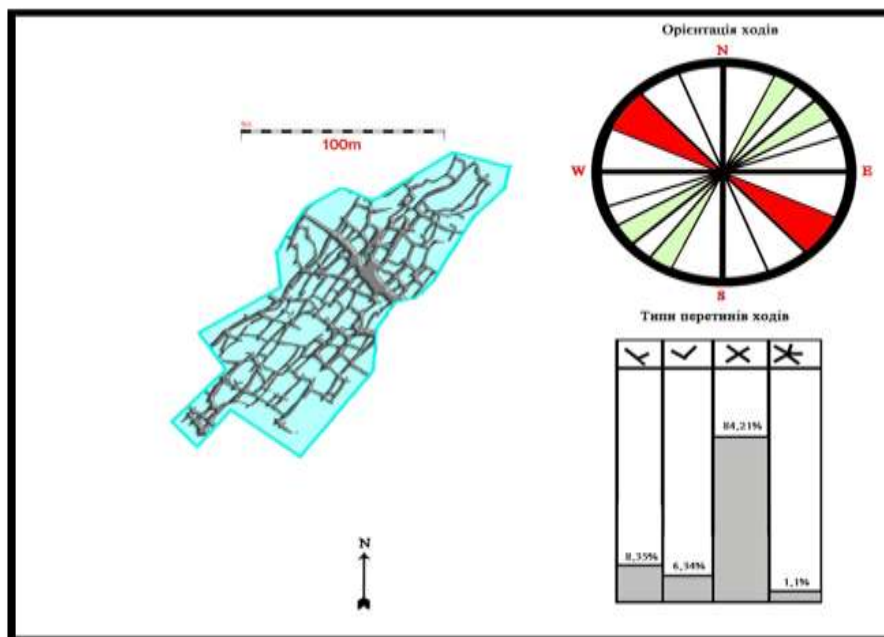 Орієнтація ходів
N
W
E
S
100m
Типи перетинів ходів
84,21%
8,35%
6,34%
1,1%
N